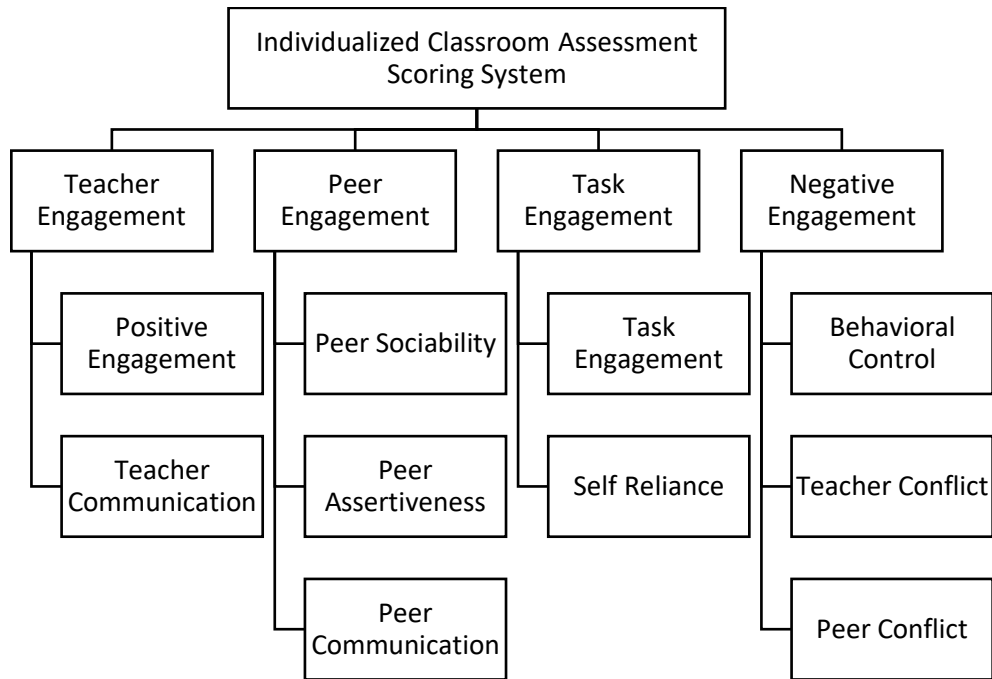 Individualized Classroom Assessment
Scoring System
Teacher
Engagement
Peer
Engagement
Task
Engagement
Negative
Engagement
Positive
Engagement
Peer Sociability
Task
Engagement
Behavioral
Control
Teacher
Communication
Peer
Assertiveness
Self Reliance
Teacher Conflict
Peer
Communication
Peer Conflict